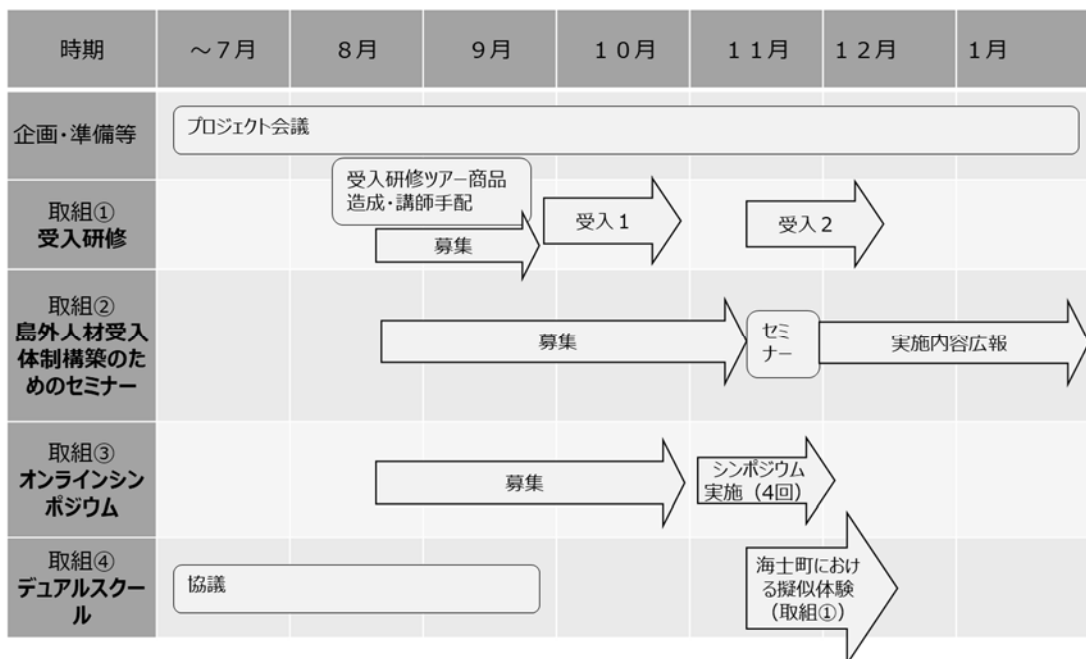 時期
～７月
８月
９月
１０月
１１月
１２月
１月
企画・準備等
プロジェクト会議
受入研修ツアー商品
造成・講師手配
取組①
受入研修
募集
受入１
受入２
取組②
島外人材受入
体制構築のた
めのセミナー
募集
セミ
ナー
実施内容広報
取組③
オンラインシン
ポジウム
募集
シンポジウム
実施（4回）
取組④
デュアルスクー
ル
協議
海士町におけ
る擬似体験
（取組①）